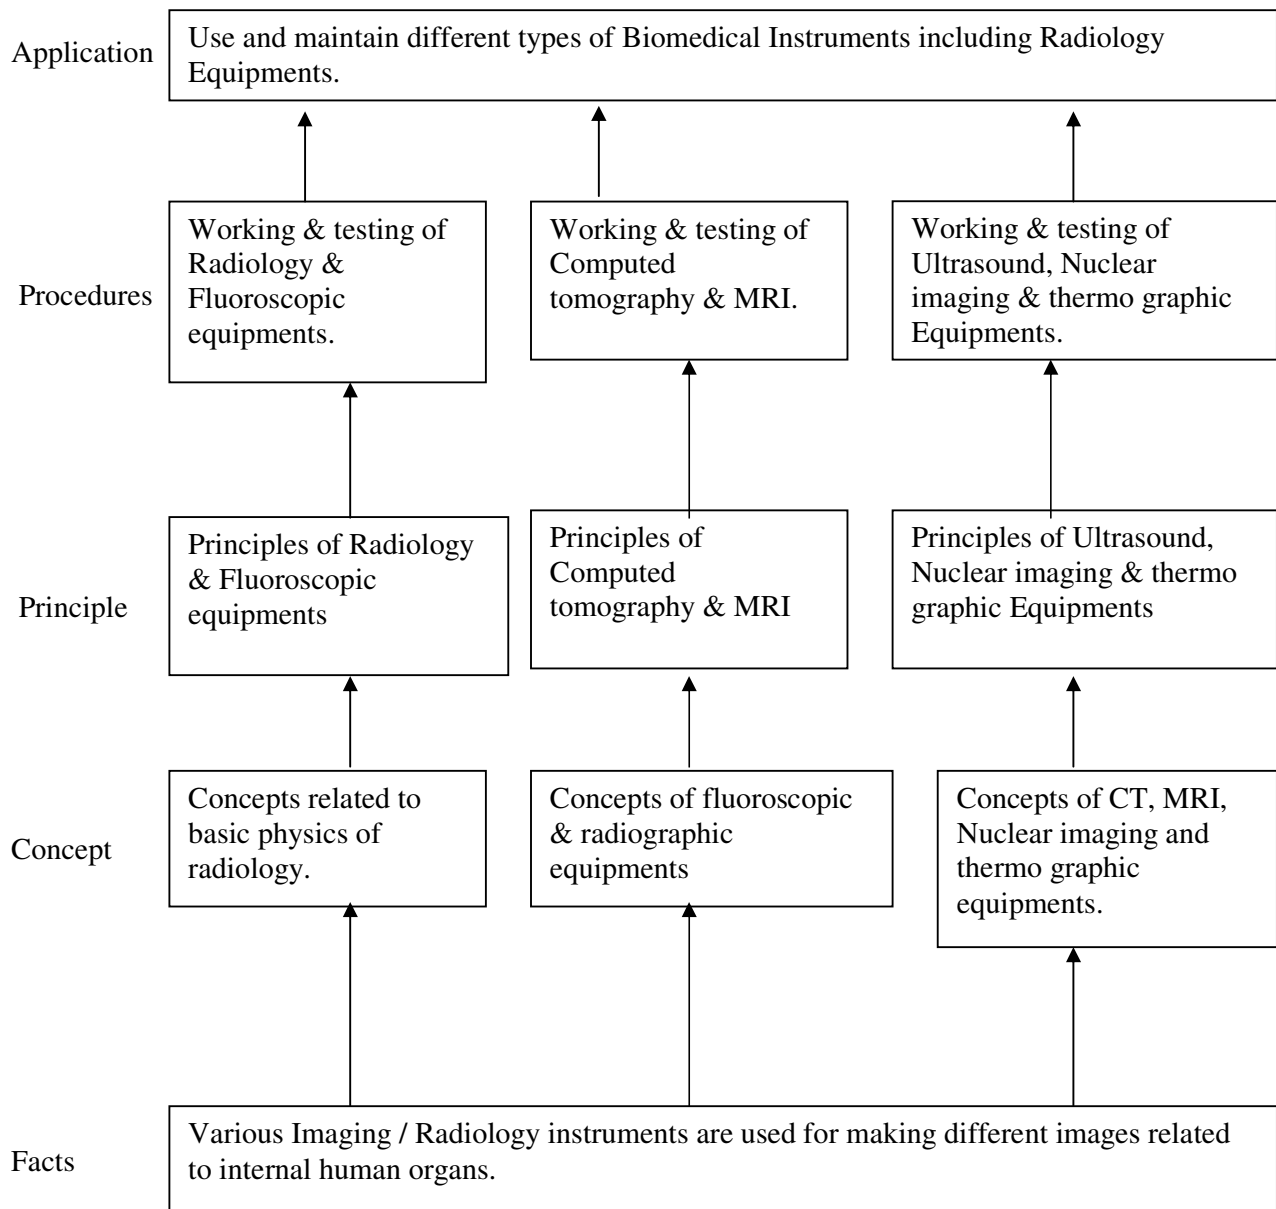 Application
Use and maintain different types of Biomedical Instruments including Radiology
Equipments.
Procedures
Working & testing of
Radiology &
Fluoroscopic
equipments.
Working & testing of
Computed
tomography & MRI.
Working & testing of
Ultrasound, Nuclear
imaging & thermo graphic
Equipments.
Principle
Principles of Radiology
& Fluoroscopic
equipments
Principles of
Computed
tomography & MRI
Principles of Ultrasound,
Nuclear imaging & thermo
graphic Equipments
Concept
Concepts related to
basic physics of
radiology.
Concepts of fluoroscopic
& radiographic
equipments
Concepts of CT, MRI,
Nuclear imaging and
thermo graphic
equipments.
Facts
Various Imaging / Radiology instruments are used for making different images related
to internal human organs.